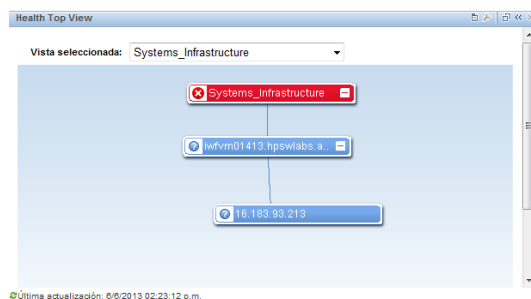 Health Top View
Vista seleccionada: Systems_Infrastructure
Systems_Infrastructure
iwfvm01413.hpswlabs.a..
16.183.93.213
Última actualización: 6/6/2013 02:23:12 p.m.